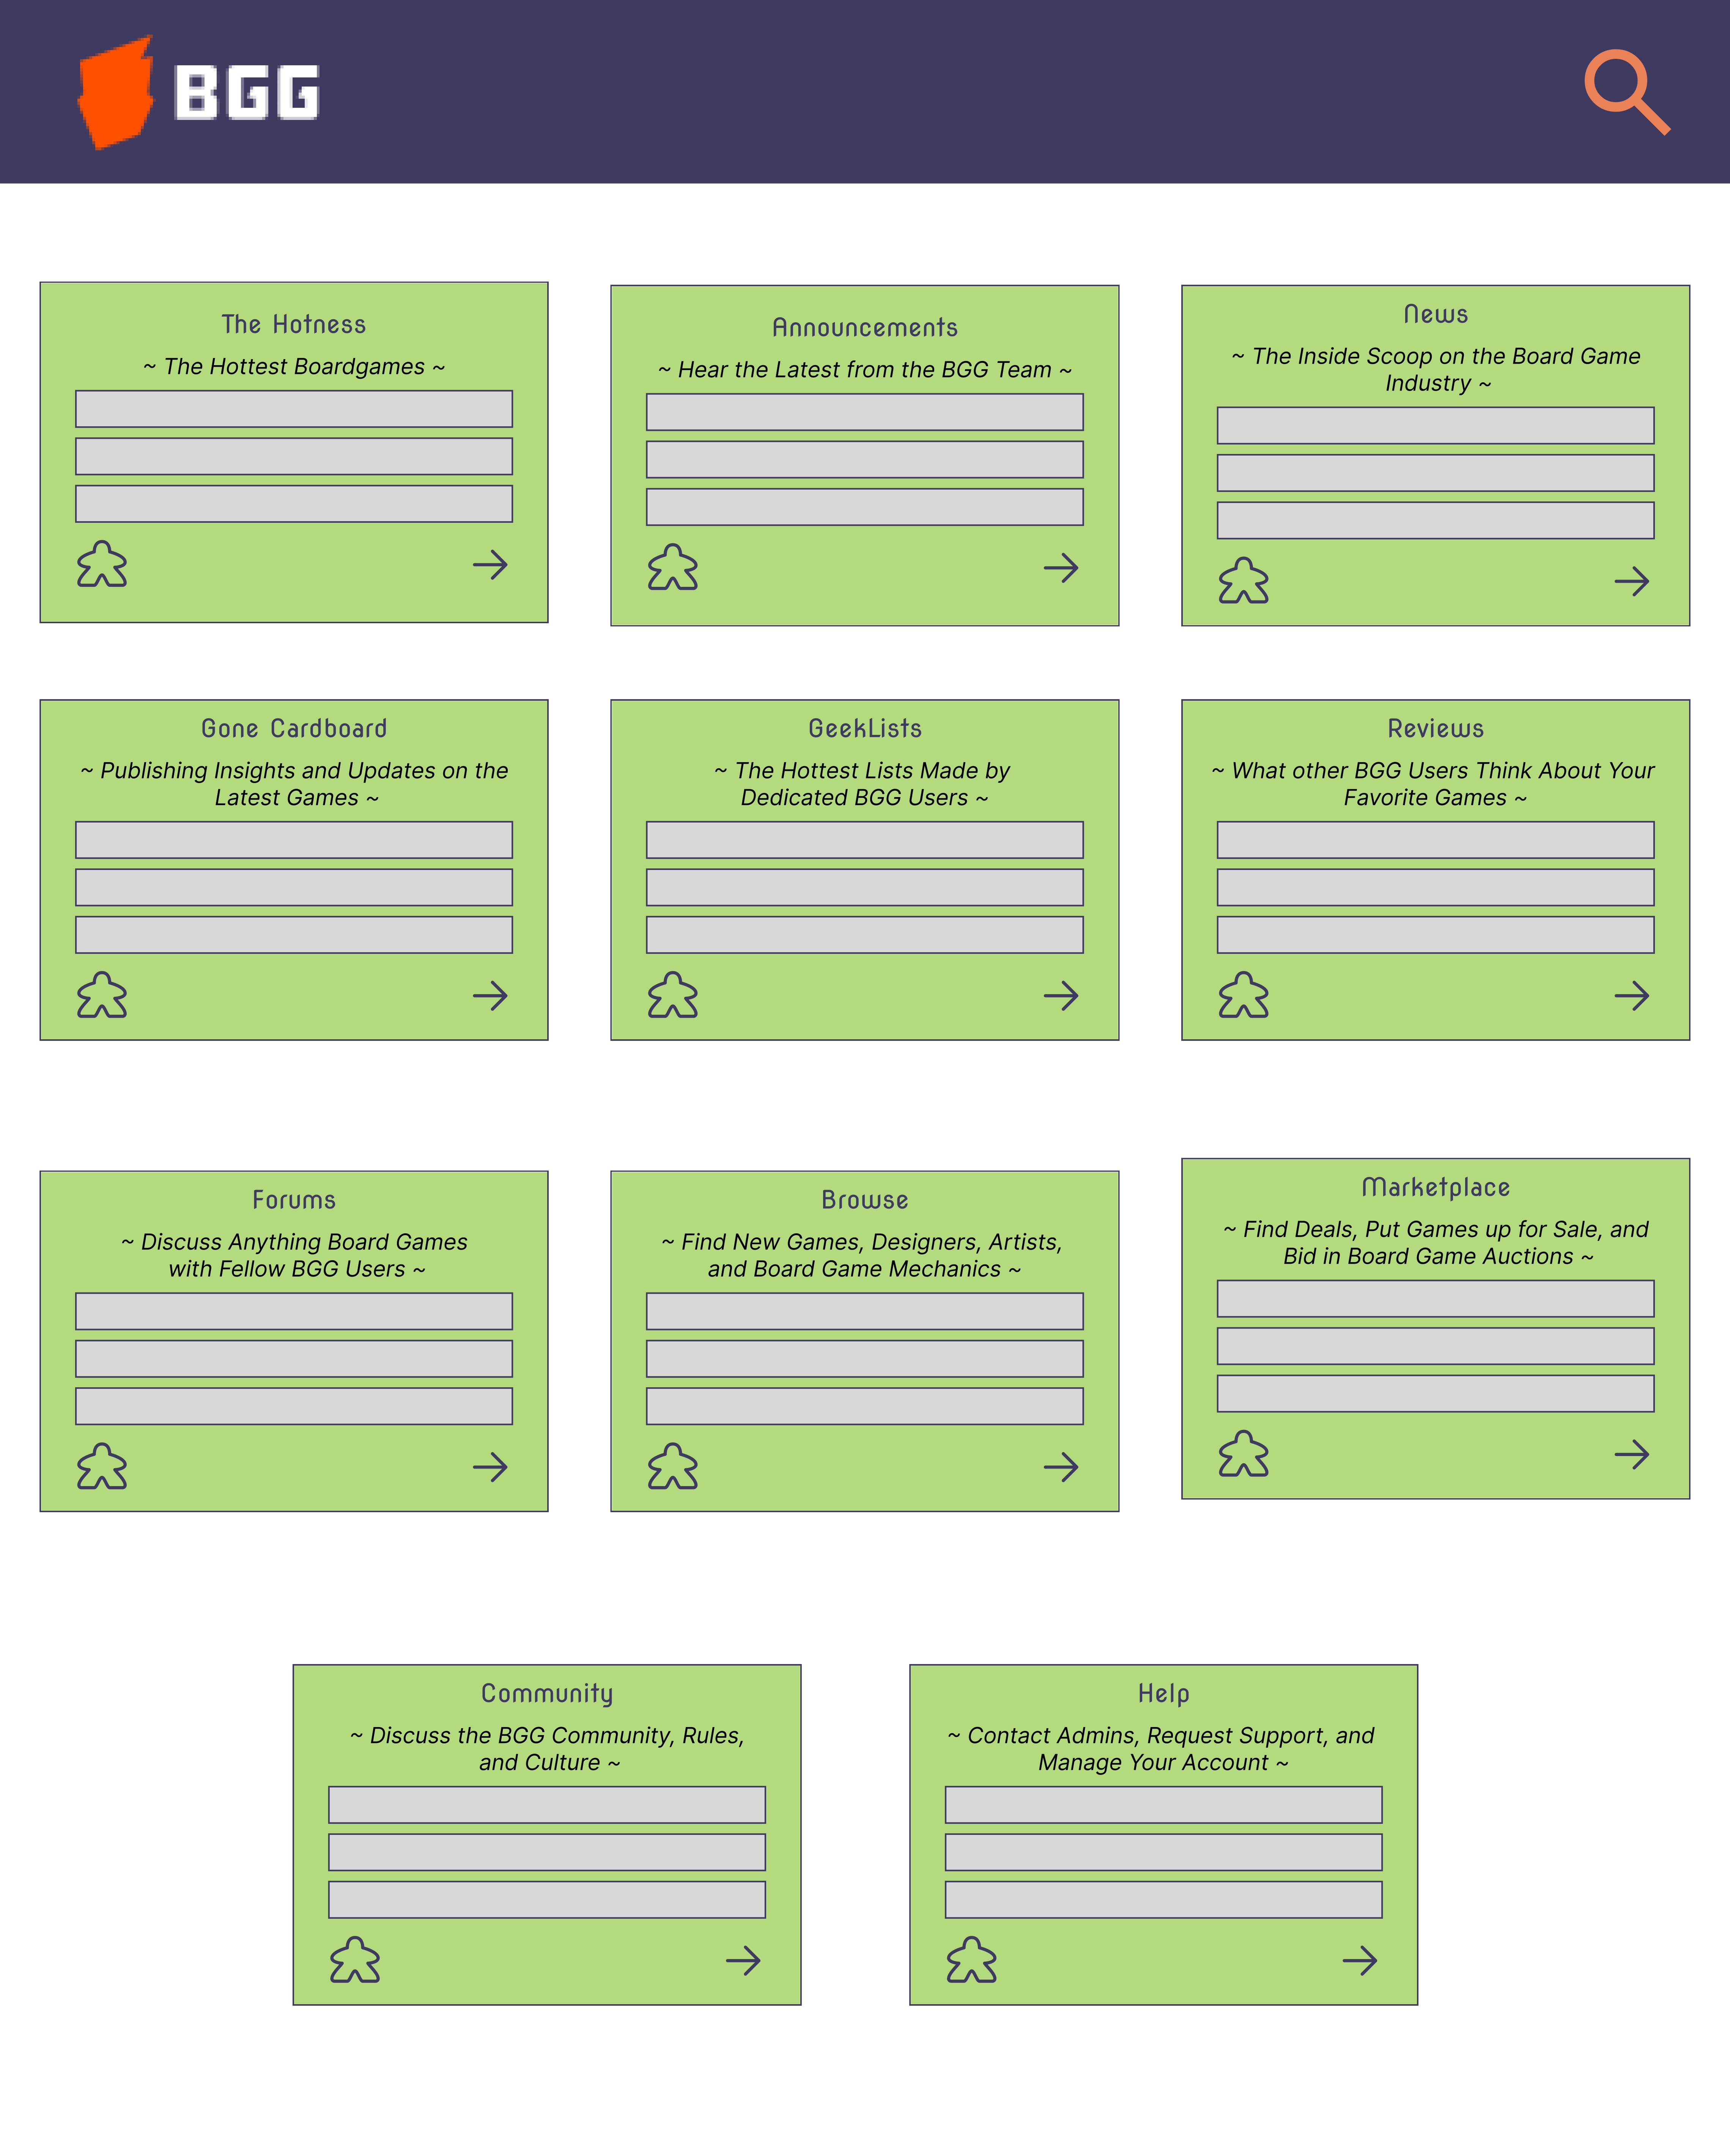 BGG
The Hotness
~ The Hottest Boardgames ~
Announcements
~ Hear the Latest from the BGG Team ~
News
~ The Inside Scoop on the Board Game
Industry ~
Gone Cardboard
~ Publishing Insights and Updates on the
Latest Games ~
GeekLists
~ The Hottest Lists Made by
Dedicated BGG Users ~
Reviews
~ What other BGG Users Think About Your
Favorite Games ~
Forums
~ Discuss Anything Board Games
with Fellow BGG Users ~
Browse
~ Find New Games, Designers, Artists,
and Board Game Mechanics ~
Marketplace
~ Find Deals, Put Games up for Sale, and
Bid in Board Game Auctions ~
Community
~ Discuss the BGG Community, Rules,
and Culture ~
Help
~ Contact Admins, Request Support, and
Manage Your Account ~